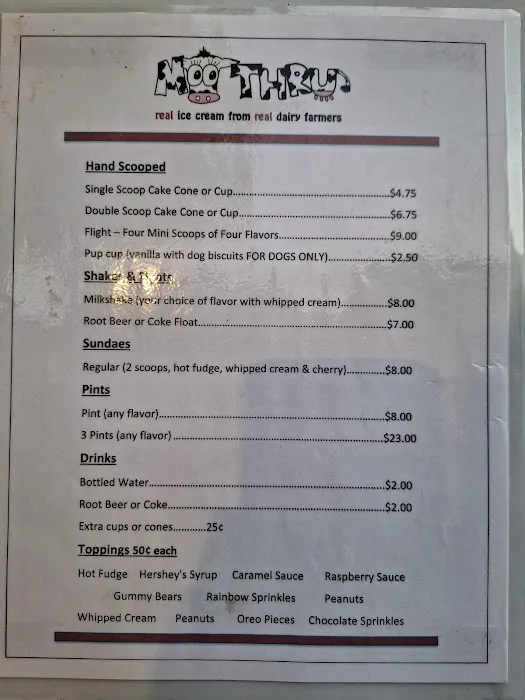 MOO THRU
real ice cream from real dairy farmers
Hand Scooped
Single Scoop Cake Cone or Cup....................................$4.75
Double Scoop Cake Cone or Cup....................................$6.75
Flight – Four Mini Scoops of Four Flavors..........................$9.00
Pup cup (vanilla with dog biscuits FOR DOGS ONLY)...............$2.50
Shakes &
Milkshake (your choice of flavor with whipped cream)...........$8.00
Root Beer or Coke Float.............................................$7.00
Sundaes
Regular (2 scoops, hot fudge, whipped cream & cherry)..........$8.00
Pints
Pint (any flavor).......................................................$8.00
3 Pints (any flavor)....................................................$23.00
Drinks
Bottled Water..........................................................$2.00
Root Beer or Coke......................................................$2.00
Extra cups or cones............25¢
Toppings 50¢ each
Hot Fudge Hershey's Syrup Caramel Sauce Raspberry Sauce
Gummy Bears Rainbow Sprinkles Peanuts
Whipped Cream Peanuts Oreo Pieces Chocolate Sprinkles